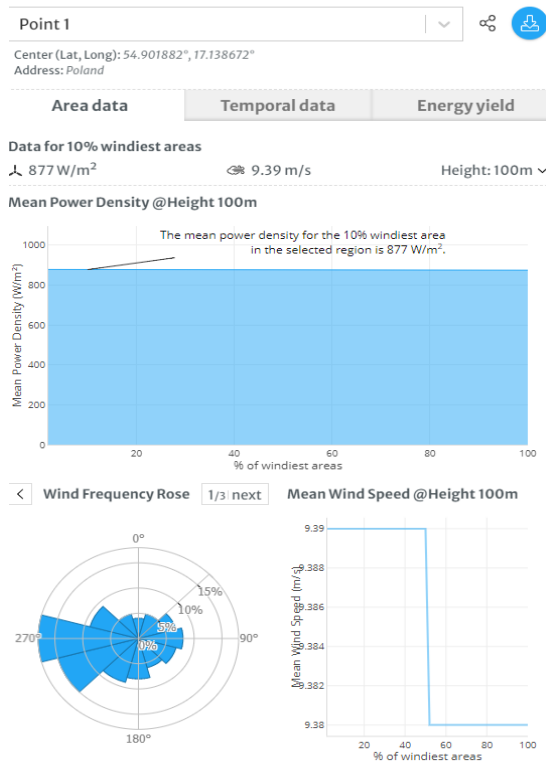 Point 1
Center (Lat, Long): 54.901882°, 17.138672°
Address: Poland
Area data Temporal data Energy yield
Data for 10% windiest areas
877 W/m² 9.39 m/s Height: 100m
Mean Power Density @Height 100m
The mean power density for the 10% windiest area
in the selected region is 877 W/m².
Mean Power Density (W/m²)
1000
800
600
400
200
0
20 40 60 80 100
% of windiest areas
< Wind Frequency Rose 1/3 next Mean Wind Speed @Height 100m
0°
15%
10%
5%
0%
270° 90°
180°
Mean Wind Speed (m/s)
9.39
9.388
9.386
9.384
9.382
9.38
20 40 60 80 100
% of windiest areas